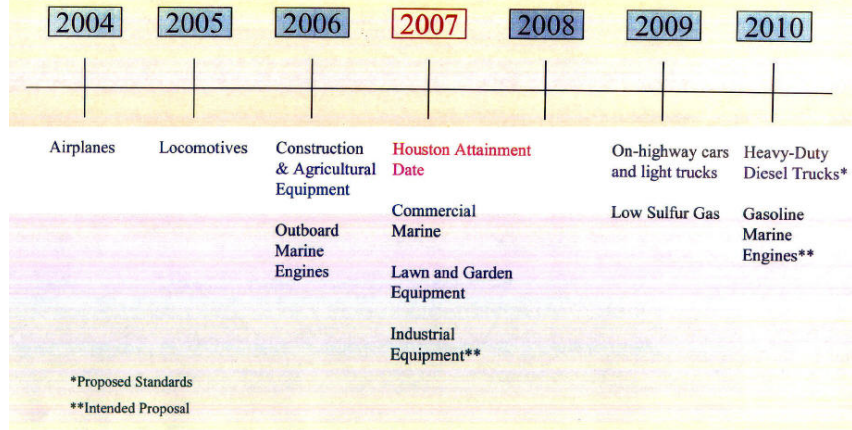 2004 2005 2006 2007 2008 2009 2010
Airplanes
Locomotives
Construction
& Agricultural
Equipment
Outboard
Marine
Engines
Houston Attainment
Date
Commercial
Marine
Lawn and Garden
Equipment
Industrial
Equipment**
On-highway cars
and light trucks
Low Sulfur Gas
Heavy-Duty
Diesel Trucks*
Gasoline
Marine
Engines**
*Proposed Standards
**Intended Proposal